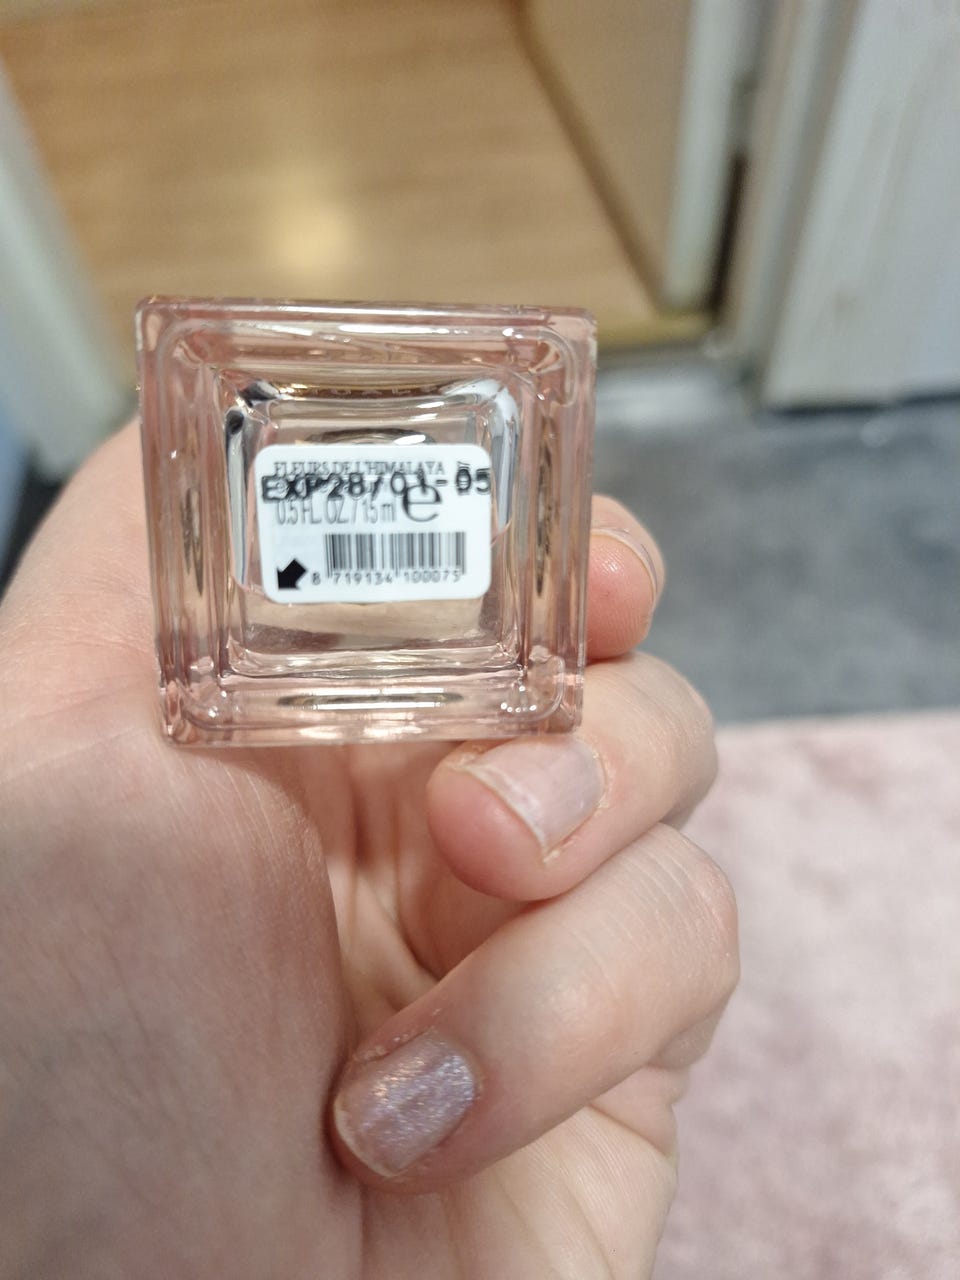 FLEURS DE L'HIMALAYA
EXP28/01-05
0.5 FL. OZ. / 15 ml e
8 719134 100075